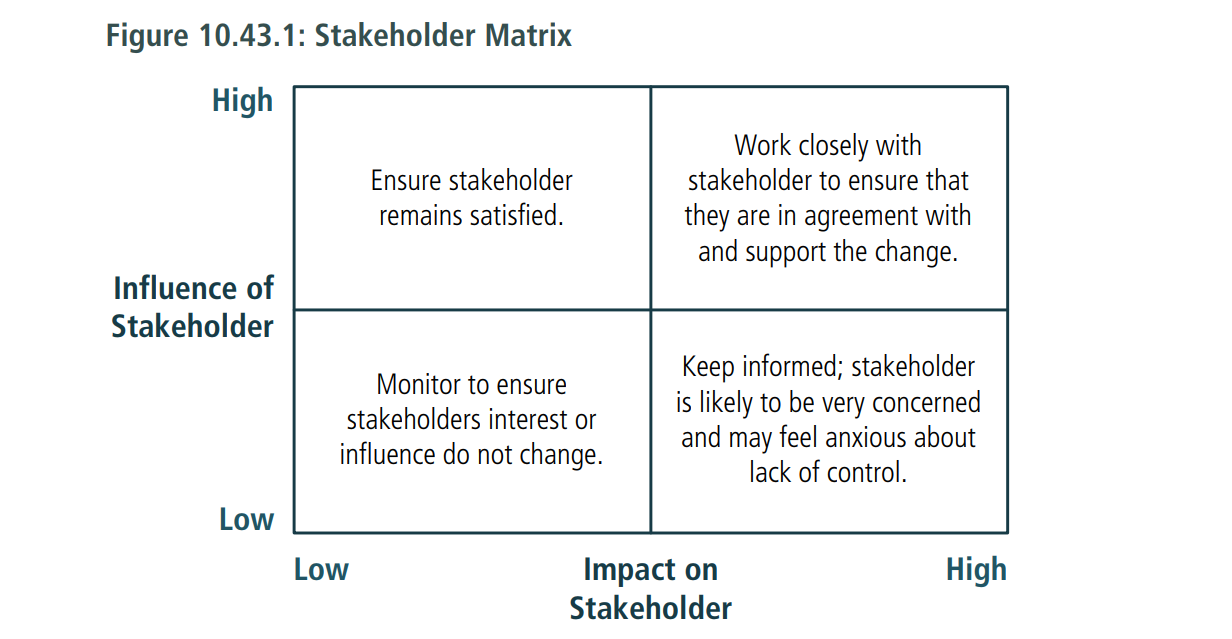 Figure 10.43.1: Stakeholder Matrix
High
Ensure stakeholder
remains satisfied.
Work closely with
stakeholder to ensure that
they are in agreement with
and support the change.
Influence of
Stakeholder
Monitor to ensure
stakeholders interest or
influence do not change.
Keep informed; stakeholder
is likely to be very concerned
and may feel anxious about
lack of control.
Low
Low
Impact on
Stakeholder
High